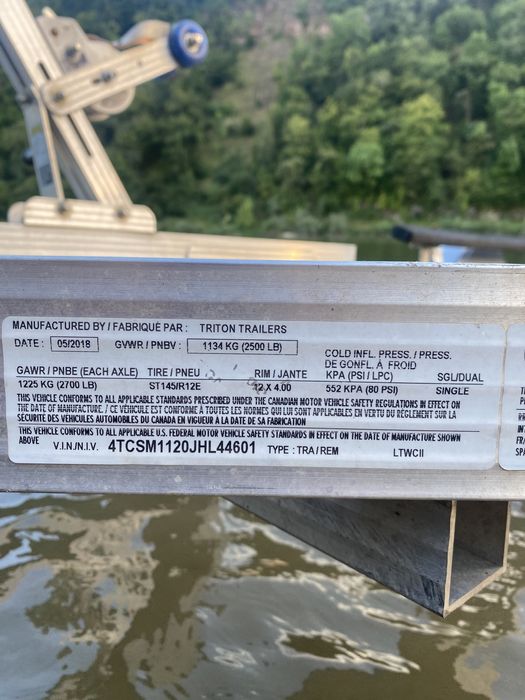 MANUFACTURED BY / FABRIQUÉ PAR : TRITON TRAILERS
DATE : 05/2018 GVWR / PNBV : 1134 KG (2500 LB)
COLD INFL. PRESS. / PRESS.
DE GONFL. À FROID
GAWR / PNBE (EACH AXLE) TIRE / PNEU RIM / JANTE KPA (PSI / LPC) SGL/DUAL
1225 KG (2700 LB) ST145/R12E 12 X 4.00 552 KPA (80 PSI) SINGLE
THIS VEHICLE CONFORMS TO ALL APPLICABLE STANDARDS PRESCRIBED UNDER THE CANADIAN MOTOR VEHICLE SAFETY REGULATIONS IN EFFECT ON
THE DATE OF MANUFACTURE / CE VÉHICULE EST CONFORME À TOUTES LES NORMES QUI LUI SONT APPLICABLES EN VERTU DU RÈGLEMENT SUR LA
SÉCURITE DES VÉHICULES AUTOMOBILES DU CANADA EN VIGUEUR À LA DATE DE SA FABRICATION
THIS VEHICLE CONFORMS TO ALL APPLICABLE U.S. FEDERAL MOTOR VEHICLE SAFETY STANDARDS IN EFFECT ON THE DATE OF MANUFACTURE SHOWN
ABOVE V.I.N./N.I.V. 4TCSM1120JHL44601 TYPE : TRA/REM LTWCII